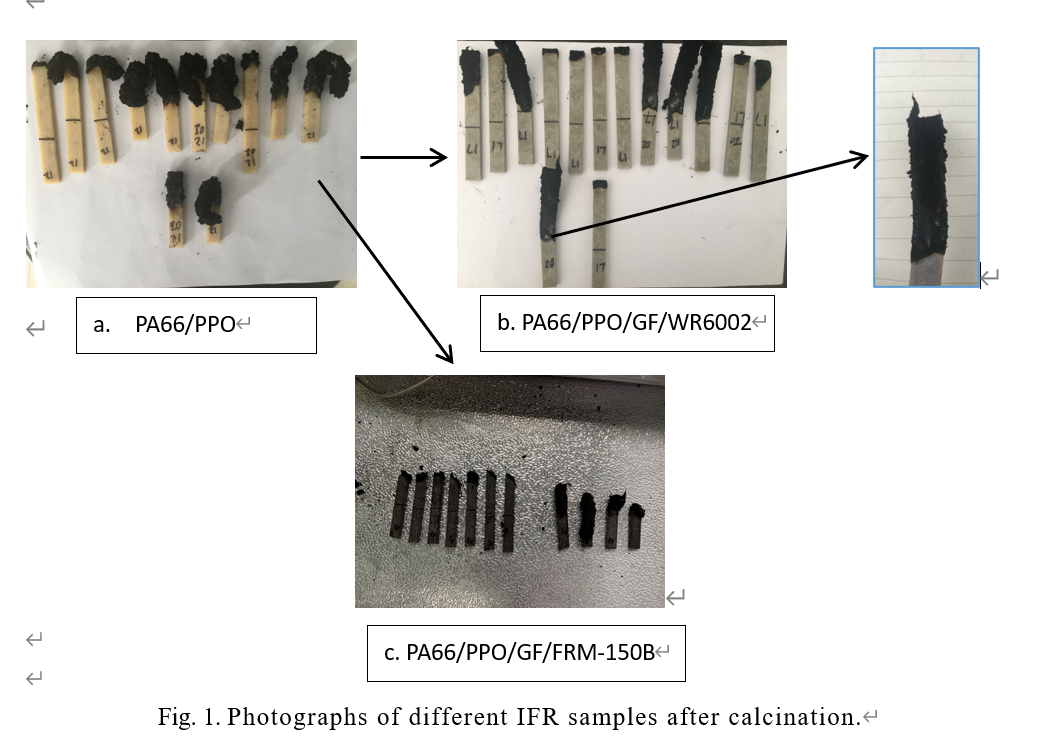 a. PA66/PPO
b. PA66/PPO/GF/WR6002
c. PA66/PPO/GF/FRM-150B
Fig. 1. Photographs of different IFR samples after calcination.